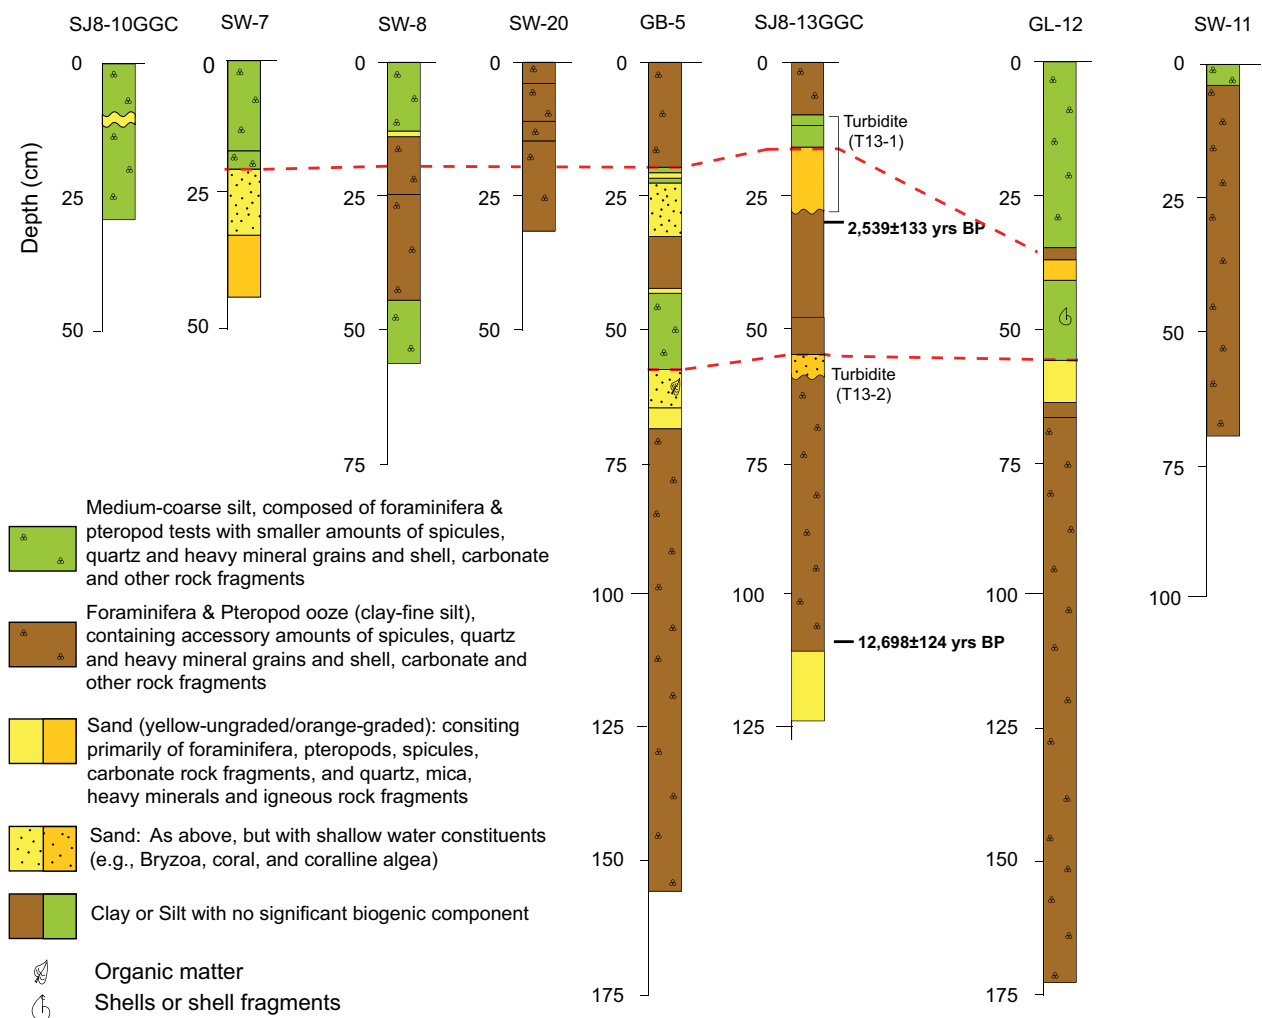 SJ8-10GGC
SW-7
SW-8
SW-20
GB-5
SJ8-13GGC
GL-12
SW-11
Depth (cm)
0
25
50
0
25
50
0
25
50
75
0
25
50
0
25
50
75
100
125
150
175
0
25
50
75
100
125
0
25
50
75
100
125
150
175
0
25
50
75
100
Turbidite
(T13-1)
2,539±133 yrs BP
Turbidite
(T13-2)
12,698±124 yrs BP
Medium-coarse silt, composed of foraminifera &
pteropod tests with smaller amounts of spicules,
quartz and heavy mineral grains and shell, carbonate
and other rock fragments
Foraminifera & Pteropod ooze (clay-fine silt),
containing accessory amounts of spicules, quartz
and heavy mineral grains and shell, carbonate and
other rock fragments
Sand (yellow-ungraded/orange-graded): consiting
primarily of foraminifera, pteropods, spicules,
carbonate rock fragments, and quartz, mica,
heavy minerals and igneous rock fragments
Sand: As above, but with shallow water constituents
(e.g., Bryzoa, coral, and coralline algea)
Clay or Silt with no significant biogenic component
Organic matter
Shells or shell fragments